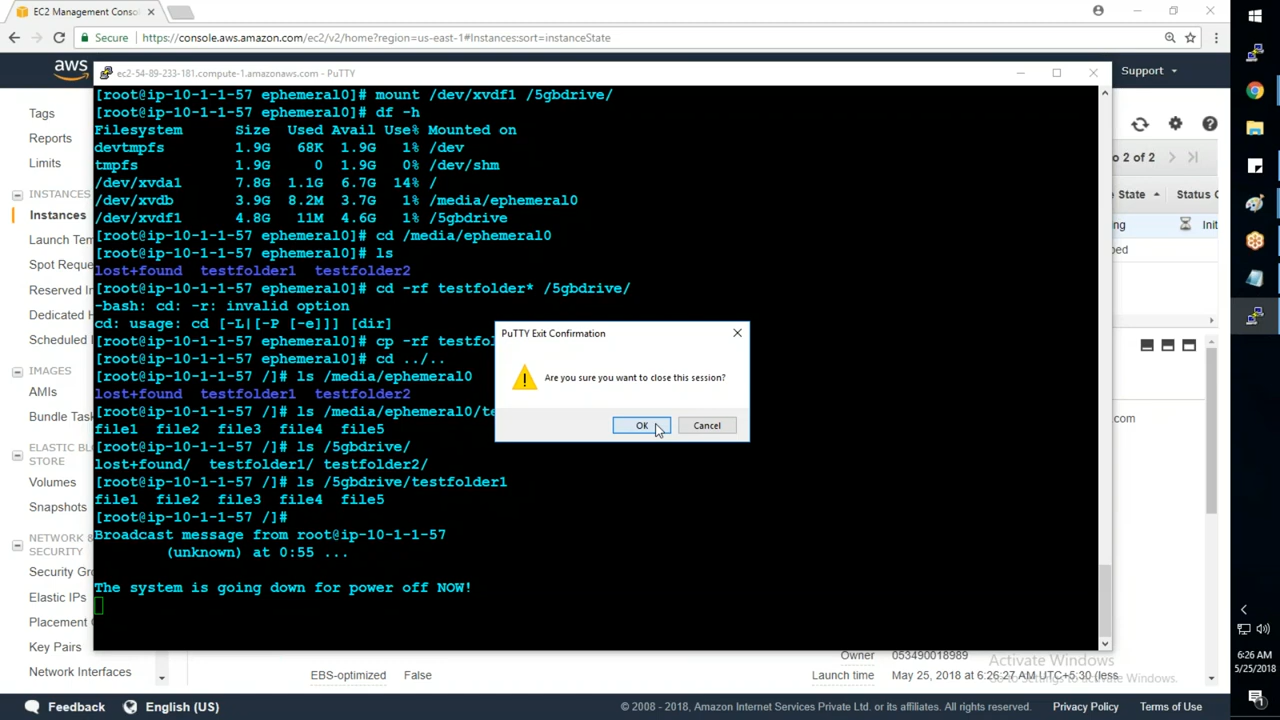 EC2 Management Conso
Secure
https://console.aws.amazon.com/ec2/v2/home?region=us-east-1#Instances:sort=instanceState
aws
ec2-54-89-233-181.compute-1.amazonaws.com - PuTTY
Support
Tags
Reports
Limits
INSTANCES
Instances
Launch Tem
Spot Reque
Reserved In
Dedicated H
Scheduled I
IMAGES
AMIs
Bundle Task
ELASTIC BLO
STORE
Volumes
Snapshots
NETWORK &
SECURITY
Security Gro
Elastic IPs
Placement G
Key Pairs
Network Interfaces
[root@ip-10-1-1-57 ephemeral0]# mount /dev/xvdf1 /5gbdrive/
[root@ip-10-1-1-57 ephemeral0]# df -h
Filesystem Size Used Avail Use% Mounted on
devtmpfs 1.9G 68K 1.9G 1% /dev
tmpfs 1.9G 0 1.9G 0% /dev/shm
/dev/xvda1 7.8G 1.1G 6.7G 14% /
/dev/xvdb 3.9G 8.2M 3.7G 1% /media/ephemeral0
/dev/xvdf1 4.8G 11M 4.6G 1% /5gbdrive
[root@ip-10-1-1-57 ephemeral0]# cd /media/ephemeral0
[root@ip-10-1-1-57 ephemeral0]# ls
lost+found testfolder1 testfolder2
[root@ip-10-1-1-57 ephemeral0]# cd -rf testfolder* /5gbdrive/
-bash: cd: -r: invalid option
cd: usage: cd [-L|[-P [-e]]] [dir]
[root@ip-10-1-1-57 ephemeral0]# cp -rf testfol
[root@ip-10-1-1-57 ephemeral0]# cd ../..
[root@ip-10-1-1-57 /]# ls /media/ephemeral0
lost+found testfolder1 testfolder2
[root@ip-10-1-1-57 /]# ls /media/ephemeral0/te
file1 file2 file3 file4 file5
[root@ip-10-1-1-57 /]# ls /5gbdrive/
lost+found/ testfolder1/ testfolder2/
[root@ip-10-1-1-57 /]# ls /5gbdrive/testfolder1
file1 file2 file3 file4 file5
[root@ip-10-1-1-57 /]#
Broadcast message from root@ip-10-1-1-57
(unknown) at 0:55 ...
The system is going down for power off NOW!
PuTTY Exit Confirmation
Are you sure you want to close this session?
OK
Cancel
o 2 of 2
State
Status C
ng
Init
ped
com
EBS-optimized False
Owner 053490018989
Launch time May 25, 2018 at 6:26:27 AM UTC+5:30 (less
Activate Windows
Go to Settings to activate Windows.
Feedback
English (US)
© 2008 - 2018, Amazon Internet Services Private Ltd. or its affiliates. All rights reserved.
Privacy Policy
Terms of Use
6:26 AM
5/25/2018
1